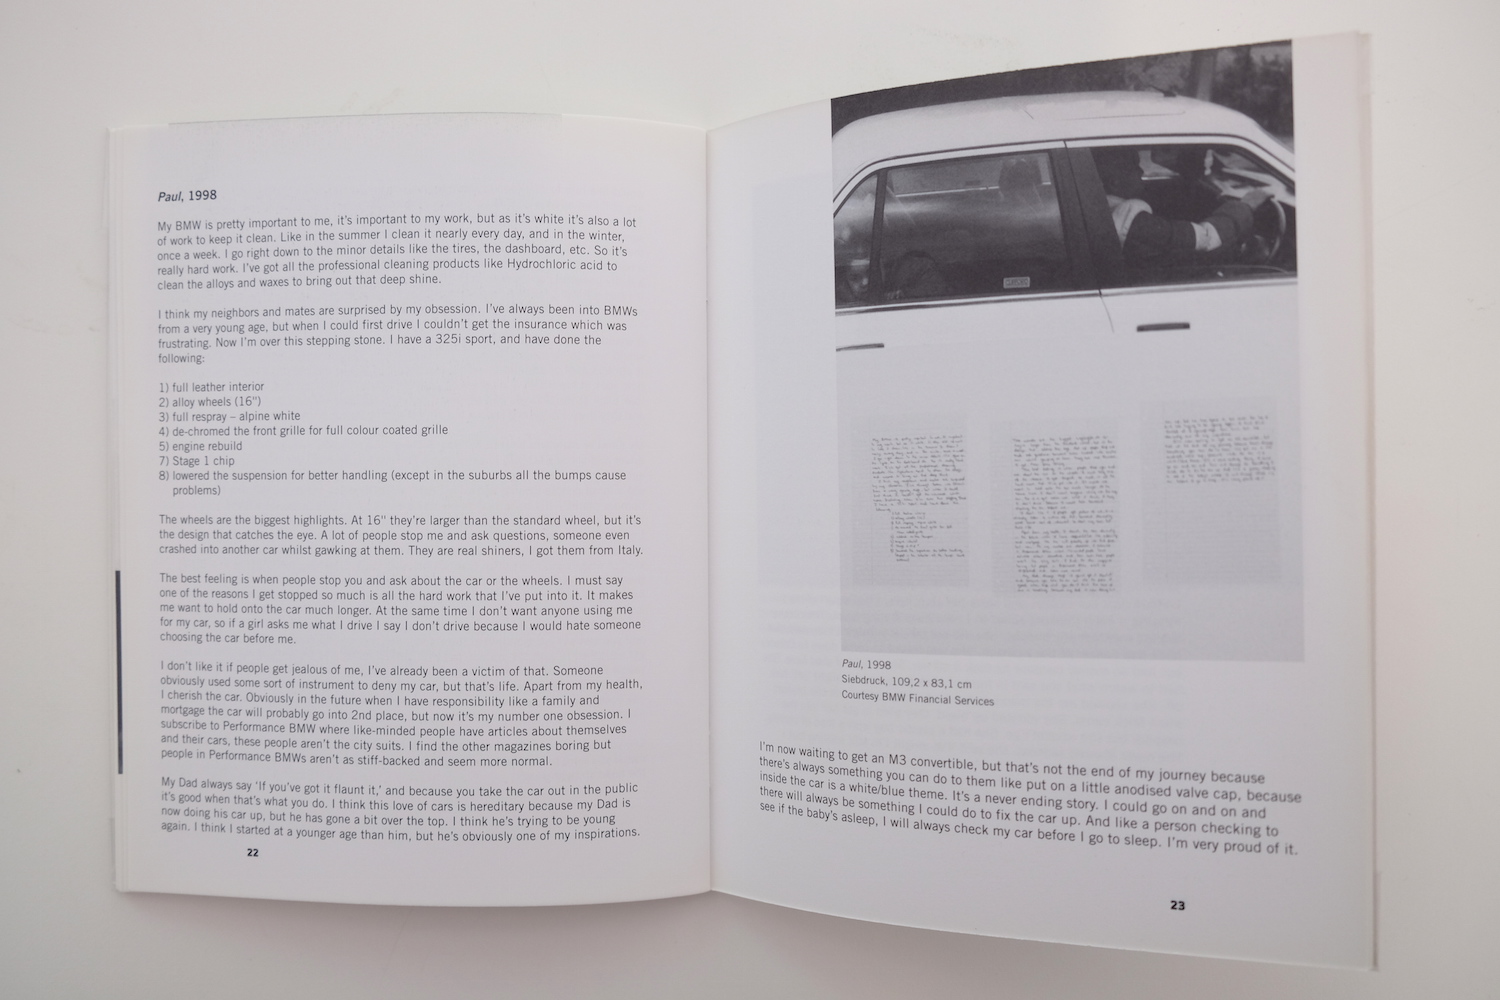 Paul, 1998
My BMW is pretty important to me, it's important to my work, but as it's white it's also a lot
of work to keep it clean. Like in the summer I clean it nearly every day, and in the winter,
once a week. I go right down to the minor details like the tires, the dashboard, etc. So it's
really hard work. I've got all the professional cleaning products like Hydrochloric acid to
clean the alloys and waxes to bring out that deep shine.
I think my neighbors and mates are surprised by my obsession. I've always been into BMWs
from a very young age, but when I could first drive I couldn't get the insurance which was
frustrating. Now I'm over this stepping stone. I have a 325i sport, and have done the
following:
1) full leather interior
2) alloy wheels (16")
3) full respray – alpine white
4) de-chromed the front grille for full colour coated grille
5) engine rebuild
7) Stage 1 chip
8) lowered the suspension for better handling (except in the suburbs all the bumps cause
problems)
The wheels are the biggest highlights. At 16" they're larger than the standard wheel, but it's
the design that catches the eye. A lot of people stop me and ask questions, someone even
crashed into another car whilst gawking at them. They are real shiners, I got them from Italy.
The best feeling is when people stop you and ask about the car or the wheels. I must say
one of the reasons I get stopped so much is all the hard work that I've put into it. It makes
me want to hold onto the car much longer. At the same time I don't want anyone using me
for my car, so if a girl asks me what I drive I say I don't drive because I would hate someone
choosing the car before me.
I don't like it if people get jealous of me, I've already been a victim of that. Someone
obviously used some sort of instrument to deny my car, but that's life. Apart from my health,
I cherish the car. Obviously in the future when I have responsibility like a family and
mortgage the car will probably go into 2nd place, but now it's my number one obsession. I
subscribe to Performance BMW where like-minded people have articles about themselves
and their cars, these people aren't the city suits. I find the other magazines boring but
people in Performance BMWs aren't as stiff-backed and seem more normal.
My Dad always say 'If you've got it flaunt it,' and because you take the car out in the public
it's good when that's what you do. I think this love of cars is hereditary because my Dad is
now doing his car up, but he has gone a bit over the top. I think he's trying to be young
again. I think I started at a younger age than him, but he's obviously one of my inspirations.
22
Paul, 1998
Siebdruck, 109,2 x 83,1 cm
Courtesy BMW Financial Services
I'm now waiting to get an M3 convertible, but that's not the end of my journey because
there's always something you can do to them like put on a little anodised valve cap, because
inside the car is a white/blue theme. It's a never ending story. I could go on and on and
there will always be something I could do to fix the car up. And like a person checking to
see if the baby's asleep, I will always check my car before I go to sleep. I'm very proud of it.
23